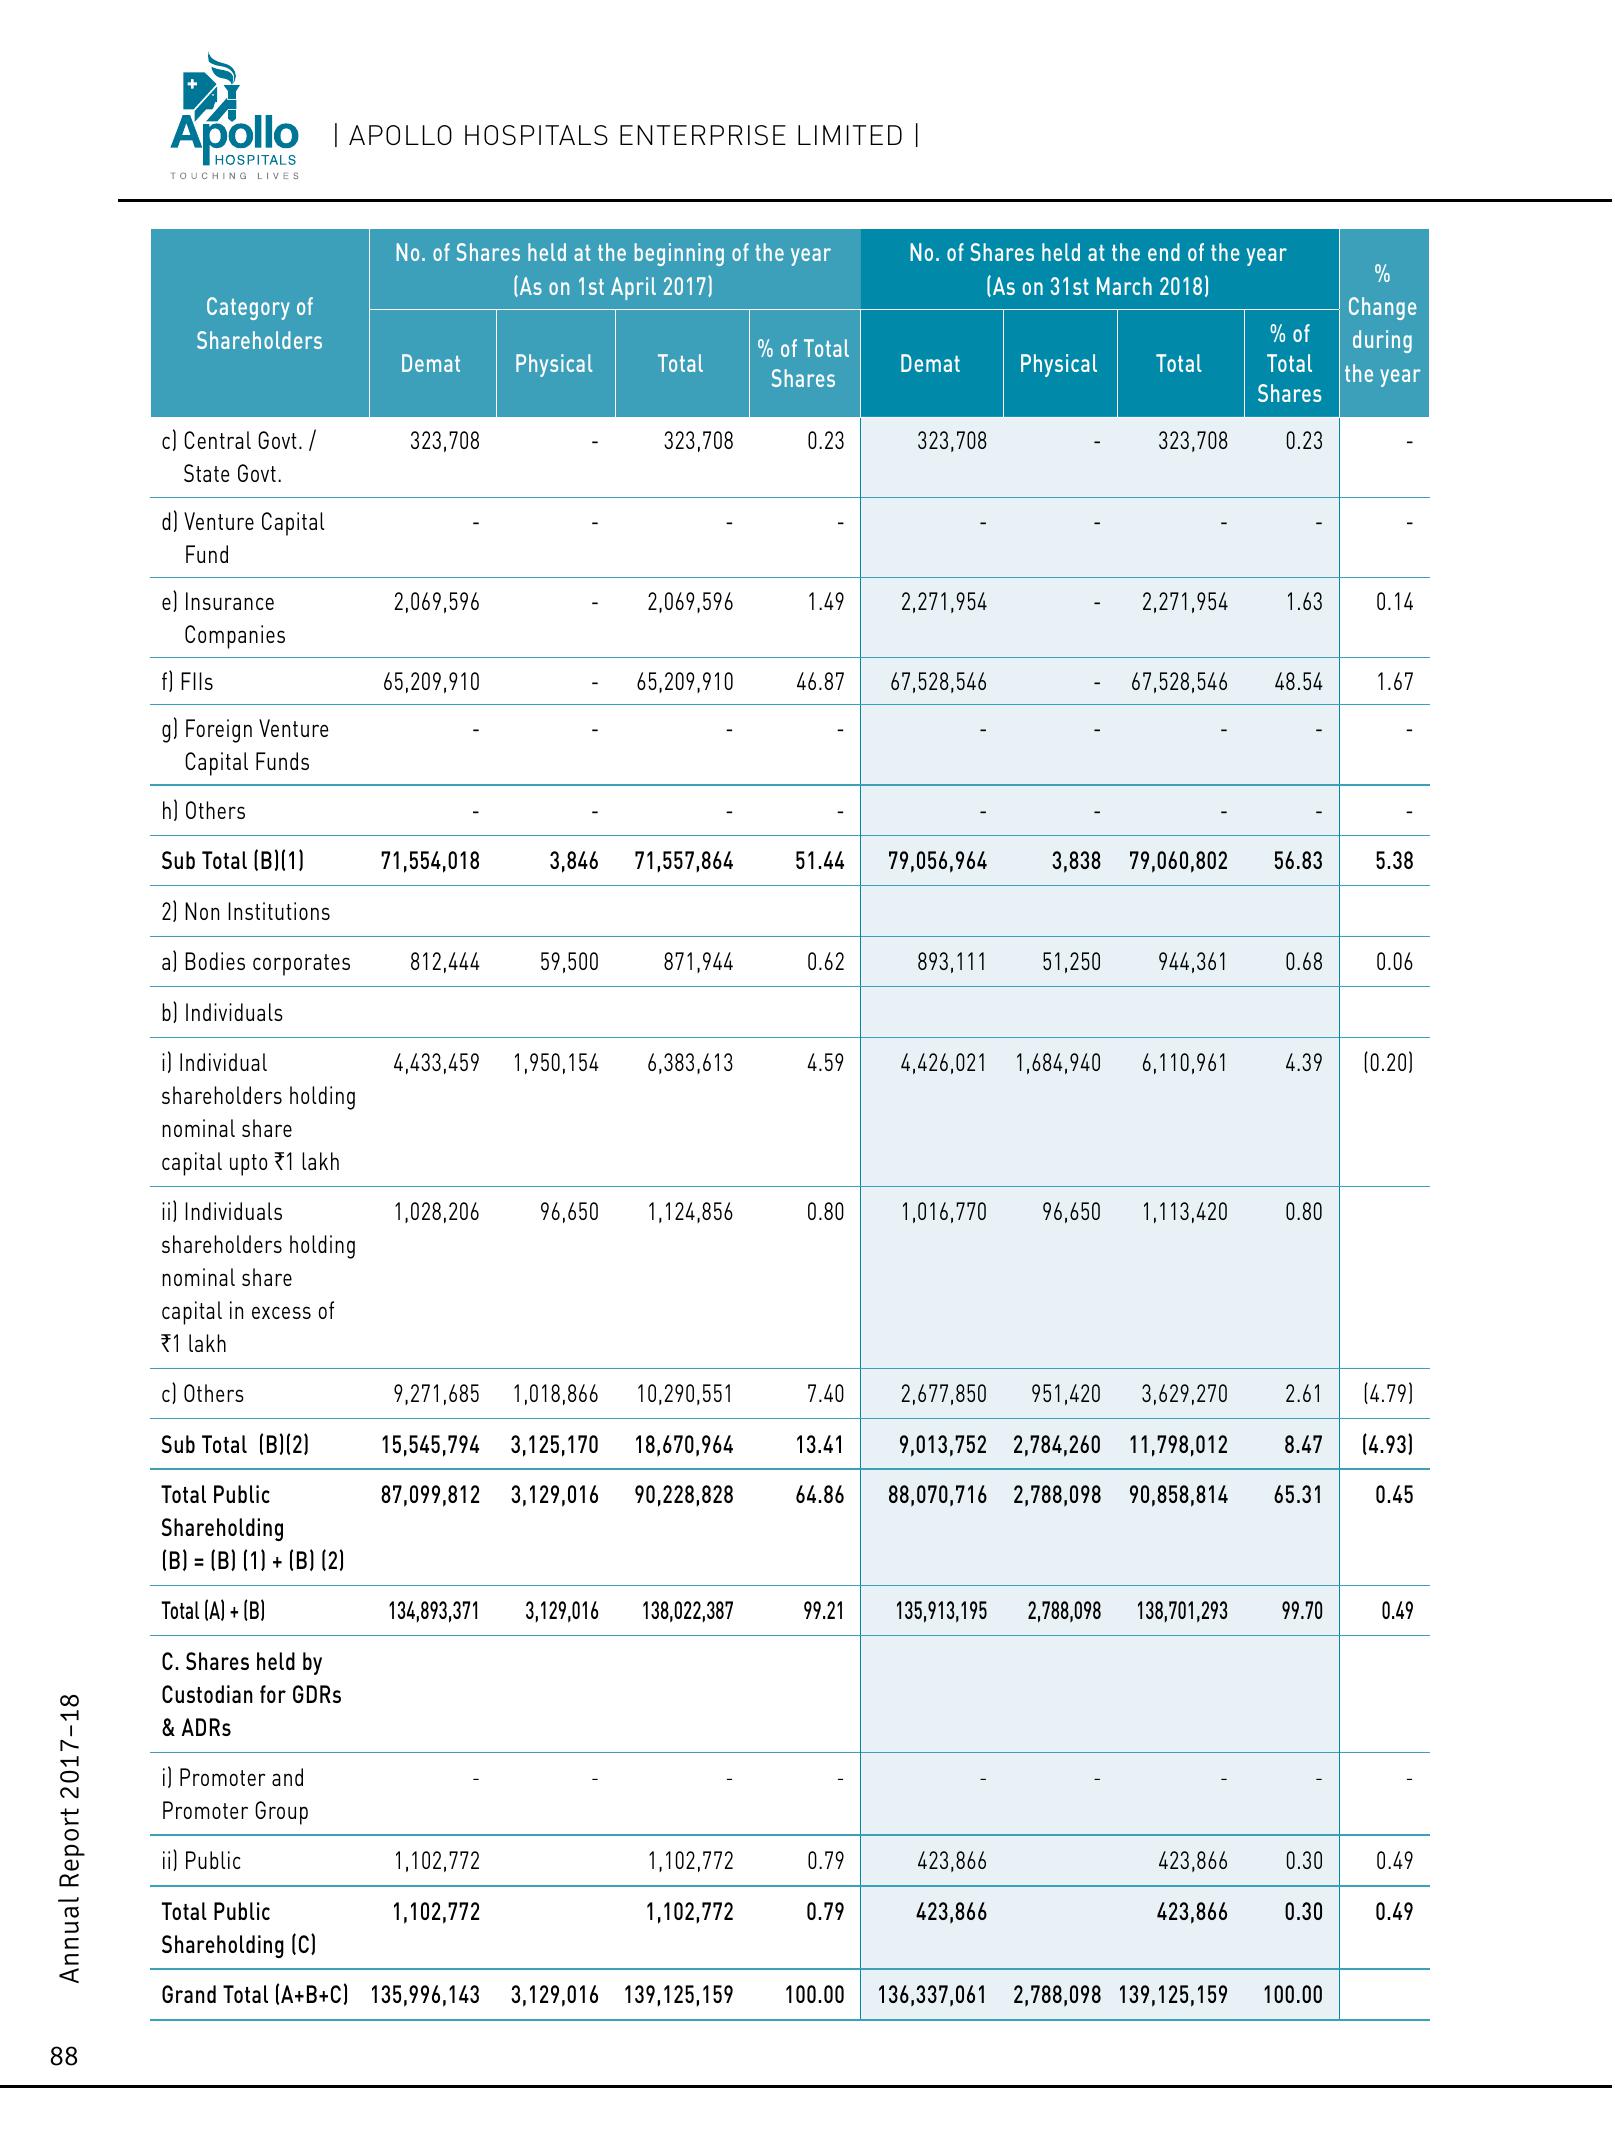 Apollo
HOSPITALS
TOUCHING LIVES
| APOLLO HOSPITALS ENTERPRISE LIMITED |
Category of
Shareholders
No. of Shares held at the beginning of the year
(As on 1st April 2017)
No. of Shares held at the end of the year
(As on 31st March 2018)
%
Change
during
the year
Demat Physical Total % of Total
Shares
Demat Physical Total % of
Total
Shares
c) Central Govt. / 323,708 - 323,708 0.23 323,708 - 323,708 0.23 -
State Govt.
d) Venture Capital - - - - - - - - -
Fund
e) Insurance 2,069,596 - 2,069,596 1.49 2,271,954 - 2,271,954 1.63 0.14
Companies
f) FIIs 65,209,910 - 65,209,910 46.87 67,528,546 - 67,528,546 48.54 1.67
g) Foreign Venture - - - - - - - - -
Capital Funds
h) Others - - - - - - - - -
Sub Total (B)(1) 71,554,018 3,846 71,557,864 51.44 79,056,964 3,838 79,060,802 56.83 5.38
2) Non Institutions
a) Bodies corporates 812,444 59,500 871,944 0.62 893,111 51,250 944,361 0.68 0.06
b) Individuals
i) Individual 4,433,459 1,950,154 6,383,613 4.59 4,426,021 1,684,940 6,110,961 4.39 (0.20)
shareholders holding
nominal share
capital upto ₹1 lakh
ii) Individuals 1,028,206 96,650 1,124,856 0.80 1,016,770 96,650 1,113,420 0.80
shareholders holding
nominal share
capital in excess of
₹1 lakh
c) Others 9,271,685 1,018,866 10,290,551 7.40 2,677,850 951,420 3,629,270 2.61 (4.79)
Sub Total (B)(2) 15,545,794 3,125,170 18,670,964 13.41 9,013,752 2,784,260 11,798,012 8.47 (4.93)
Total Public 87,099,812 3,129,016 90,228,828 64.86 88,070,716 2,788,098 90,858,814 65.31 0.45
Shareholding
(B) = (B) (1) + (B) (2)
Total (A) + (B) 134,893,371 3,129,016 138,022,387 99.21 135,913,195 2,788,098 138,701,293 99.70 0.49
C. Shares held by
Custodian for GDRs
& ADRs
i) Promoter and - - - - - - - - -
Promoter Group
ii) Public 1,102,772 1,102,772 0.79 423,866 423,866 0.30 0.49
Total Public 1,102,772 1,102,772 0.79 423,866 423,866 0.30 0.49
Shareholding (C)
Grand Total (A+B+C) 135,996,143 3,129,016 139,125,159 100.00 136,337,061 2,788,098 139,125,159 100.00
Annual Report 2017–18
88